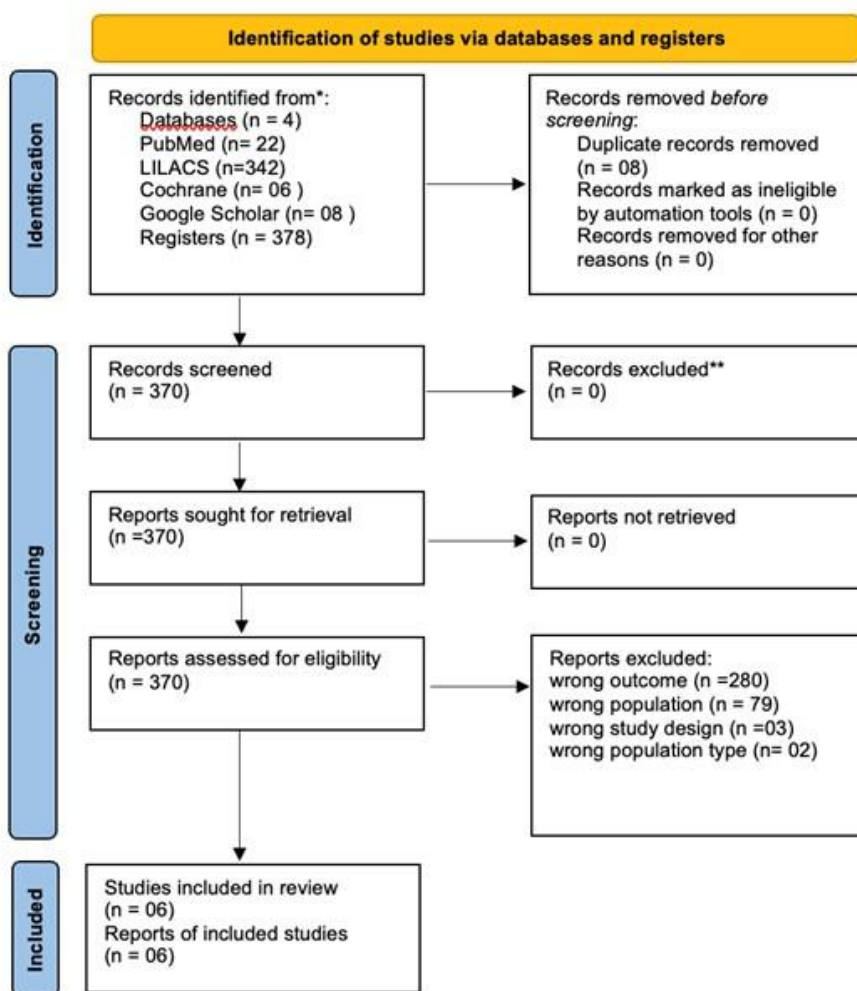 Identification of studies via databases and registers
Identification
Records identified from*:
Databases (n = 4)
PubMed (n= 22)
LILACS (n=342)
Cochrane (n= 06 )
Google Scholar (n= 08 )
Registers (n = 378)
Records removed before
screening:
Duplicate records removed
(n = 08)
Records marked as ineligible
by automation tools (n = 0)
Records removed for other
reasons (n = 0)
Screening
Records screened
(n = 370)
Records excluded**
(n = 0)
Reports sought for retrieval
(n =370)
Reports not retrieved
(n = 0)
Reports assessed for eligibility
(n = 370)
Reports excluded:
wrong outcome (n =280)
wrong population (n = 79)
wrong study design (n =03)
wrong population type (n= 02)
Included
Studies included in review
(n = 06)
Reports of included studies
(n = 06)